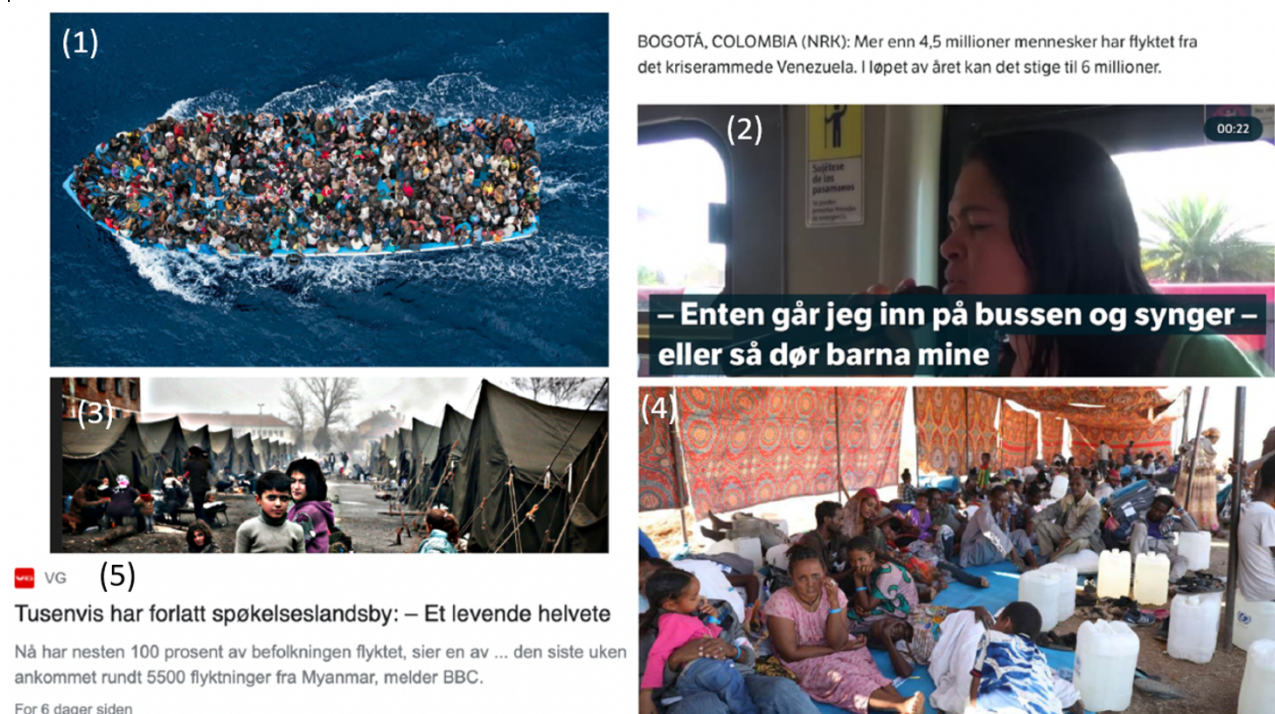 (1)
BOGOTÁ, COLOMBIA (NRK): Mer enn 4,5 millioner mennesker har flyktet fra
det kriserammede Venezuela. I løpet av året kan det stige til 6 millioner.
(2)
00:22
Sujétese
de los
pasamanos
– Enten går jeg inn på bussen og synger –
eller så dør barna mine
(3)
(4)
VG VG (5)
Tusenvis har forlatt spøkelseslandsby: – Et levende helvete
Nå har nesten 100 prosent av befolkningen flyktet, sier en av ... den siste uken
ankommet rundt 5500 flyktninger fra Myanmar, melder BBC.
For 6 dager siden